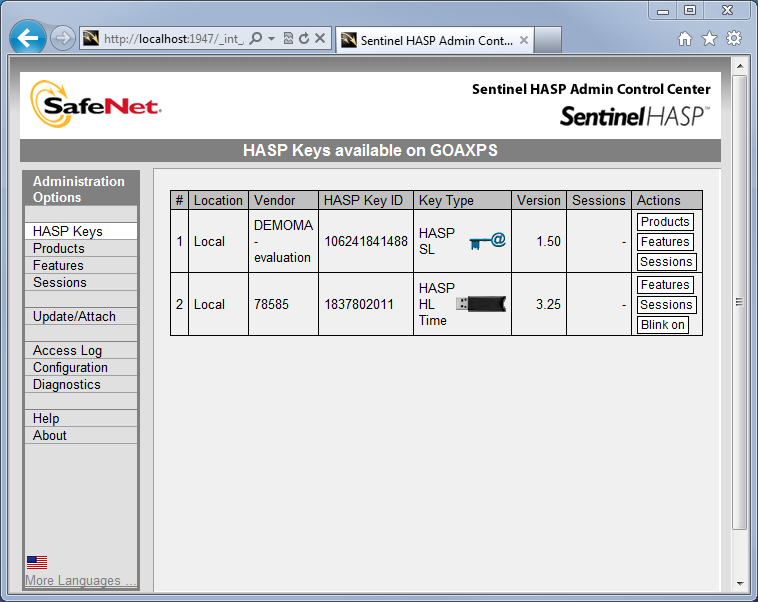 http://localhost:1947/_int_
Sentinel HASP Admin Cont...
SafeNet.
Sentinel HASP Admin Control Center
SentinelHASP™
HASP Keys available on GOAXPS
Administration
Options
HASP Keys
Products
Features
Sessions
Update/Attach
Access Log
Configuration
Diagnostics
Help
About
More Languages ...
# Location Vendor HASP Key ID Key Type Version Sessions Actions
1 Local DEMOMA - evaluation 106241841488 HASP SL 1.50 - Products Features Sessions
2 Local 78585 1837802011 HASP HL Time 3.25 - Features Sessions Blink on